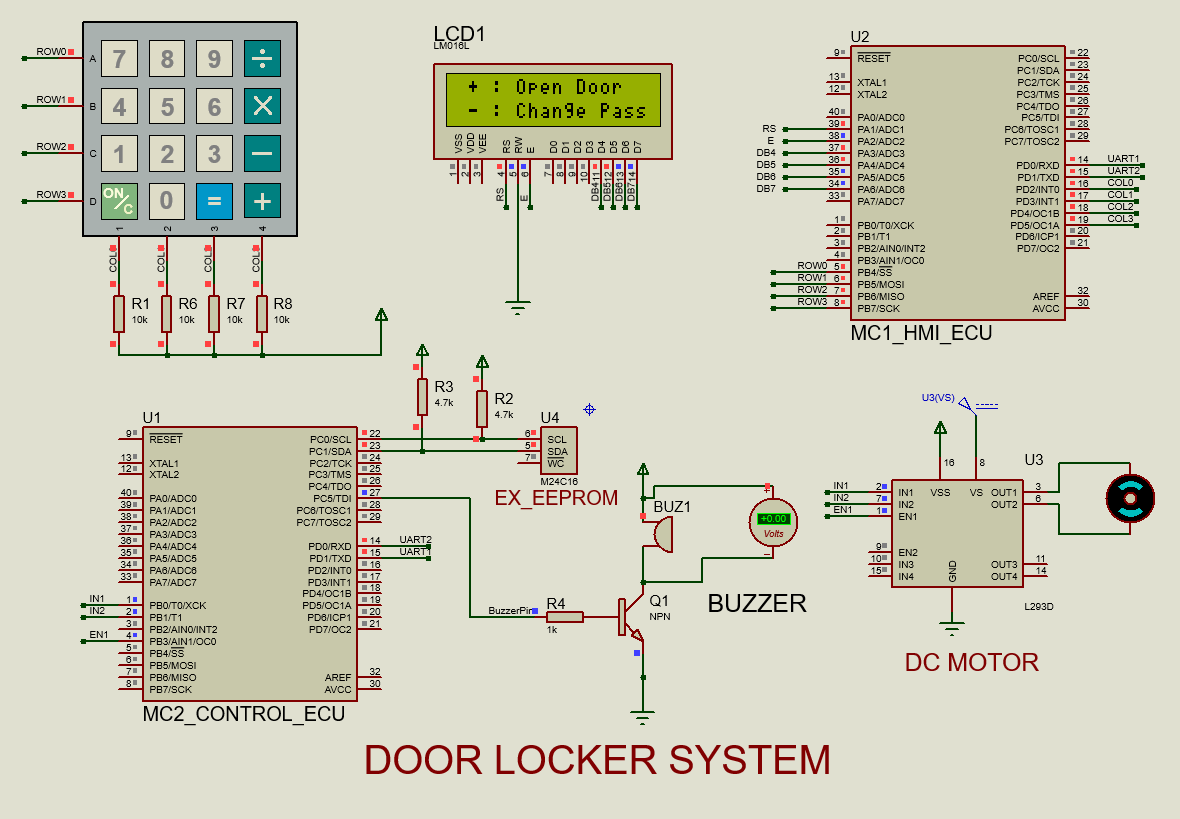 LCD1
LM016L
+ : Open Door
- : Change Pass
VSS VDD VEE RS RW E D0 D1 D2 D3 D4 D5 D6 D7
1 2 3 4 5 6 7 8 9 10 11 12 13 14
RS E DB4 DB5 DB6 DB7
ROW0 A 7 8 9 ÷
ROW1 B 4 5 6 ×
ROW2 C 1 2 3 −
ROW3 D ON/C 0 = +
1 2 3 4
COL COL COL COL
R1 R6 R7 R8
10k 10k 10k 10k
U2
9 RESET PC0/SCL 22
PC1/SDA 23
13 XTAL1 PC2/TCK 24
12 XTAL2 PC3/TMS 25
PC4/TDO 26
40 PA0/ADC0 PC5/TDI 27
RS 39 PA1/ADC1 PC6/TOSC1 28
E 38 PA2/ADC2 PC7/TOSC2 29
DB4 37 PA3/ADC3
DB5 36 PA4/ADC4 PD0/RXD 14 UART1
DB6 35 PA5/ADC5 PD1/TXD 15 UART2
DB7 34 PA6/ADC6 PD2/INT0 16 COL0
33 PA7/ADC7 PD3/INT1 17 COL1
PD4/OC1B 18 COL2
1 PB0/T0/XCK PD5/OC1A 19 COL3
2 PB1/T1 PD6/ICP1 20
3 PB2/AIN0/INT2 PD7/OC2 21
4 PB3/AIN1/OC0
ROW0 5 PB4/SS
ROW1 6 PB5/MOSI
ROW2 7 PB6/MISO AREF 32
ROW3 8 PB7/SCK AVCC 30
MC1_HMI_ECU
R3
4.7k
R2
4.7k
U1
9 RESET PC0/SCL 22
PC1/SDA 23
13 XTAL1 PC2/TCK 24
12 XTAL2 PC3/TMS 25
PC4/TDO 26
40 PA0/ADC0 PC5/TDI 27
39 PA1/ADC1 PC6/TOSC1 28
38 PA2/ADC2 PC7/TOSC2 29
37 PA3/ADC3
36 PA4/ADC4 PD0/RXD 14 UART2
35 PA5/ADC5 PD1/TXD 15 UART1
34 PA6/ADC6 PD2/INT0 16
33 PA7/ADC7 PD3/INT1 17
PD4/OC1B 18
IN1 1 PB0/T0/XCK PD5/OC1A 19
IN2 2 PB1/T1 PD6/ICP1 20
3 PB2/AIN0/INT2 PD7/OC2 21
EN1 4 PB3/AIN1/OC0
5 PB4/SS
6 PB5/MOSI
7 PB6/MISO AREF 32
8 PB7/SCK AVCC 30
MC2_CONTROL_ECU
U4
6 SCL
5 SDA
7 WC
M24C16
EX_EEPROM
BUZ1
+
+0.00
Volts
−
BuzzerPin
R4
1k
Q1
NPN
BUZZER
U3(VS)
U3
16 8
IN1 2 IN1 VSS VS OUT1 3
IN2 7 IN2 OUT2 6
EN1 1 EN1
9 EN2
10 IN3 OUT3 11
15 IN4 GND OUT4 14
L293D
DC MOTOR
DOOR LOCKER SYSTEM